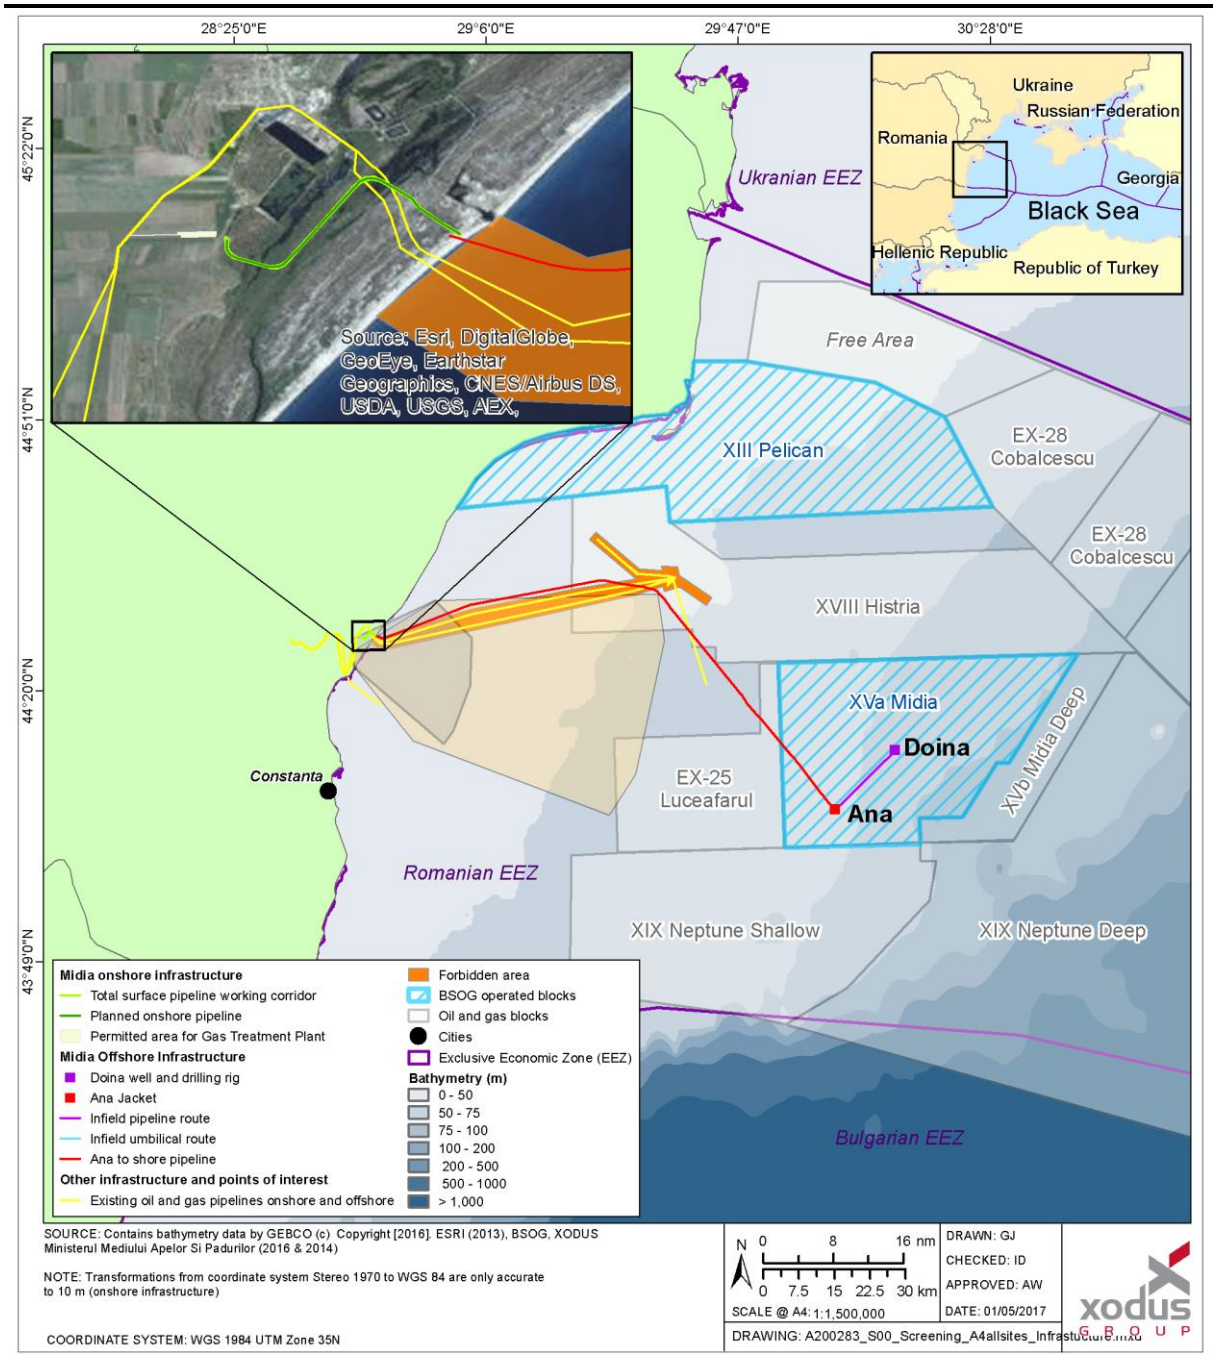 28°25'0"E
29°6'0"E
29°47'0"E
30°28'0"E
45°22'0"N
44°51'0"N
44°20'0"N
43°49'0"N
Source: Esri, DigitalGlobe,
GeoEye, Earthstar
Geographics, CNES/Airbus DS,
USDA, USGS, AEX,
Ukraine
Russian Federation
Romania
Georgia
Black Sea
Hellenic Republic
Republic of Turkey
Ukranian EEZ
Free Area
XIII Pelican
EX-28
Cobalcescu
EX-28
Cobalcescu
XVIII Histria
XVa Midia
Doina
XVb Midia Deep
Constanta
EX-25
Luceafarul
Ana
Romanian EEZ
XIX Neptune Shallow
XIX Neptune Deep
Bulgarian EEZ
Midia onshore infrastructure
Total surface pipeline working corridor
Planned onshore pipeline
Permitted area for Gas Treatment Plant
Midia Offshore Infrastructure
Doina well and drilling rig
Ana Jacket
Infield pipeline route
Infield umbilical route
Ana to shore pipeline
Other infrastructure and points of interest
Existing oil and gas pipelines onshore and offshore
Forbidden area
BSOG operated blocks
Oil and gas blocks
Cities
Exclusive Economic Zone (EEZ)
Bathymetry (m)
0 - 50
50 - 75
75 - 100
100 - 200
200 - 500
500 - 1000
> 1,000
SOURCE: Contains bathymetry data by GEBCO (c) Copyright [2016]. ESRI (2013), BSOG, XODUS
Ministerul Mediului Apelor Si Padurilor (2016 & 2014)
NOTE: Transformations from coordinate system Stereo 1970 to WGS 84 are only accurate
to 10 m (onshore infrastructure)
COORDINATE SYSTEM: WGS 1984 UTM Zone 35N
N
0 8 16 nm
0 7.5 15 22.5 30 km
SCALE @ A4: 1:1,500,000
DRAWN: GJ
CHECKED: ID
APPROVED: AW
DATE: 01/05/2017
DRAWING: A200283_S00_Screening_A4allsites_Infrastucture.mxd
xodus
GROUP